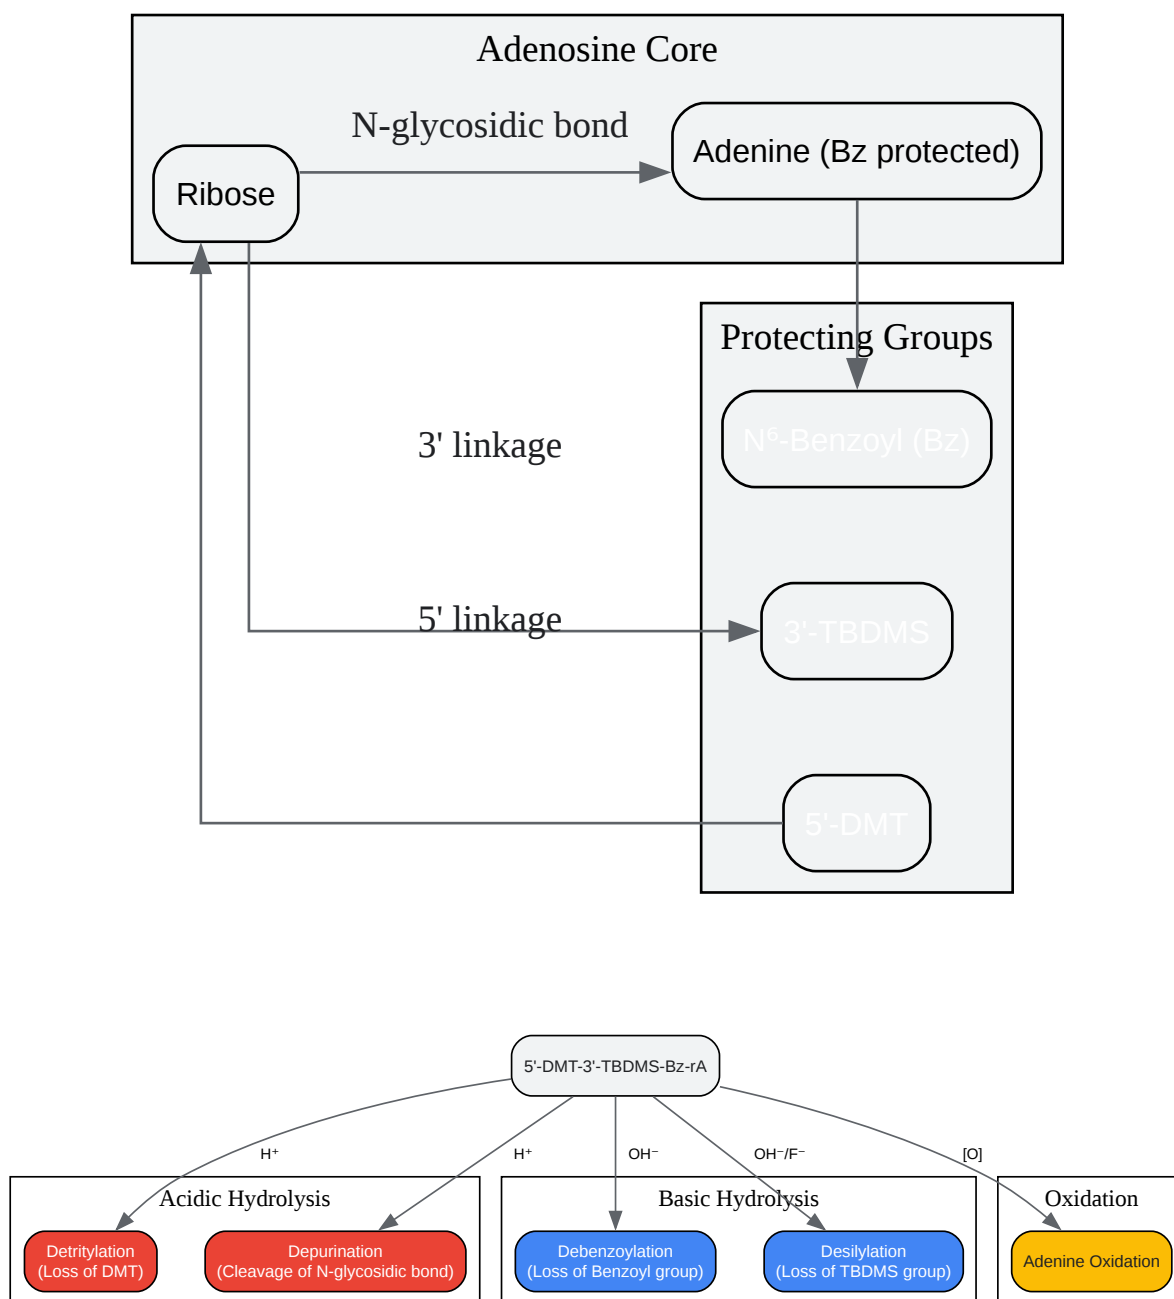 Adenosine Core
N-glycosidic bond
Adenine (Bz protected)
Ribose
Protecting Groups
N⁶-Benzoyl (Bz)
3' linkage
5' linkage
3'-TBDMS
5'-DMT
5'-DMT-3'-TBDMS-Bz-rA
H⁺
H⁺
OH⁻
OH⁻/F⁻
[O]
Acidic Hydrolysis
Basic Hydrolysis
Oxidation
Detritylation
(Loss of DMT)
Depurination
(Cleavage of N-glycosidic bond)
Debenzoylation
(Loss of Benzoyl group)
Desilylation
(Loss of TBDMS group)
Adenine Oxidation